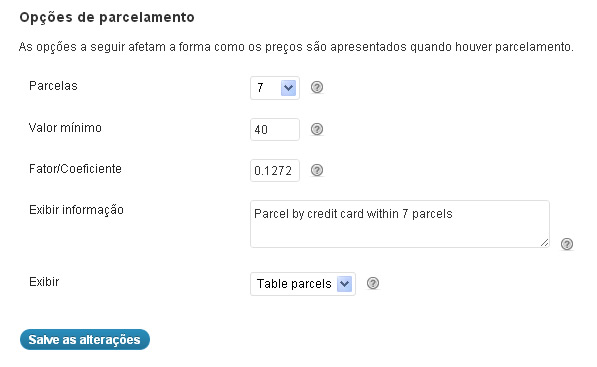 Opções de parcelamento
As opções a seguir afetam a forma como os preços são apresentados quando houver parcelamento.
Parcelas 7 ?
Valor mínimo 40 ?
Fator/Coeficiente 0.1272 ?
Exibir informação Parcel by credit card within 7 parcels ?
Exibir Table parcels ?
Salve as alterações